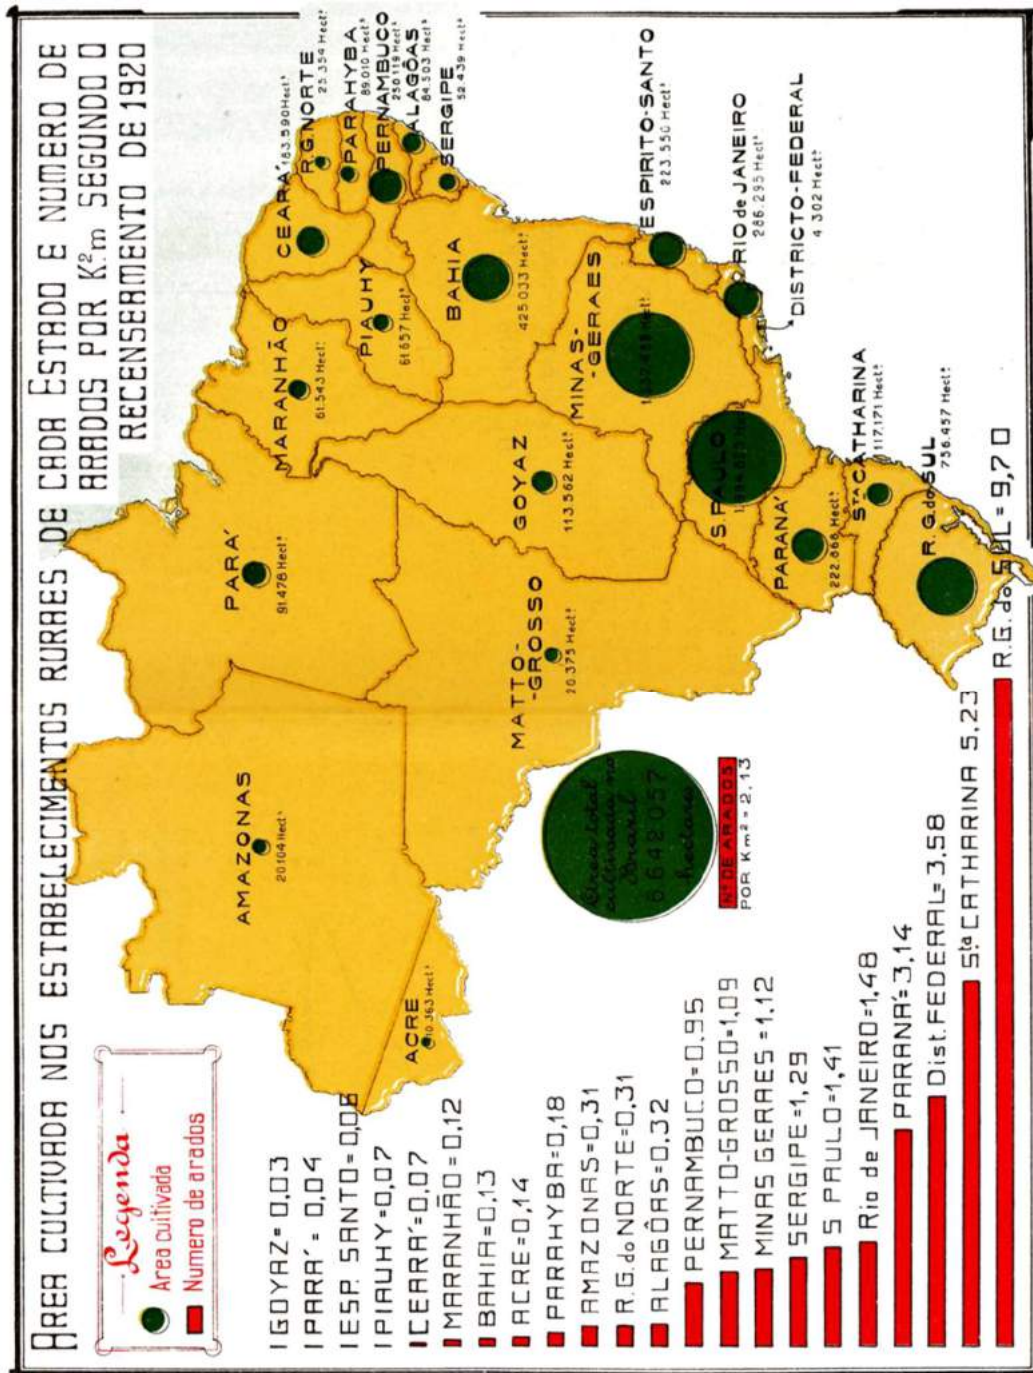 AREA CULTIVADA NOS ESTABELECIMENTOS RURAES DE CADA ESTADO E NUMERO DE
ARADOS POR K².m SEGUNDO O
RECENSEAMENTO DE 1920
Legenda
Area cultivada
Numero de arados
AMAZONAS
20.104 Hect.s
ACRE
10.363 Hect.s
PARÁ
91.478 Hect.s
MARANHÃO
61.543 Hect.s
PIAUHY
61.657 Hect.s
CEARÁ
183.590 Hect.s
R.G. NORTE
25.354 Hect.s
PARAHYBA
89.010 Hect.s
PERNAMBUCO
250.119 Hect.s
ALAGÔAS
84.503 Hect.s
SERGIPE
52.439 Hect.s
BAHIA
425.033 Hect.s
MATTO-
-GROSSO
20.375 Hect.s
GOYAZ
113.562 Hect.s
MINAS-
-GERAES
ESPIRITO-SANTO
223.550 Hect.s
RIO de JANEIRO
286.295 Hect.s
DISTRICTO-FEDERAL
4.302 Hect.s
S. PAULO
PARANÁ
222.888 Hect.s
Sᵀᴬ CATHARINA
117.171 Hect.s
R. G. do SUL
756.457 Hect.s
Area total
cultivada no
Brasil
6642057
hectares
Nº DE ARADOS
POR Km² = 2,13
GOYAZ = 0,03
PARÁ = 0,04
ESP. SANTO = 0,06
PIAUHY = 0,07
CEARÁ = 0,07
MARANHÃO = 0,12
BAHIA = 0,13
ACRE = 0,14
PARAHYBA = 0,18
AMAZONAS = 0,31
R.G. do NORTE = 0,31
ALAGÔAS = 0,32
PERNAMBUCO = 0,95
MATTO-GROSSO = 1,09
MINAS GERAES = 1,12
SERGIPE = 1,29
S PAULO = 1,41
Rio de JANEIRO = 1,48
PARANÁ = 3,14
Dist. FEDERAL = 3,58
Sta CATHARINA 5,23
R.G. do SUL = 9,70